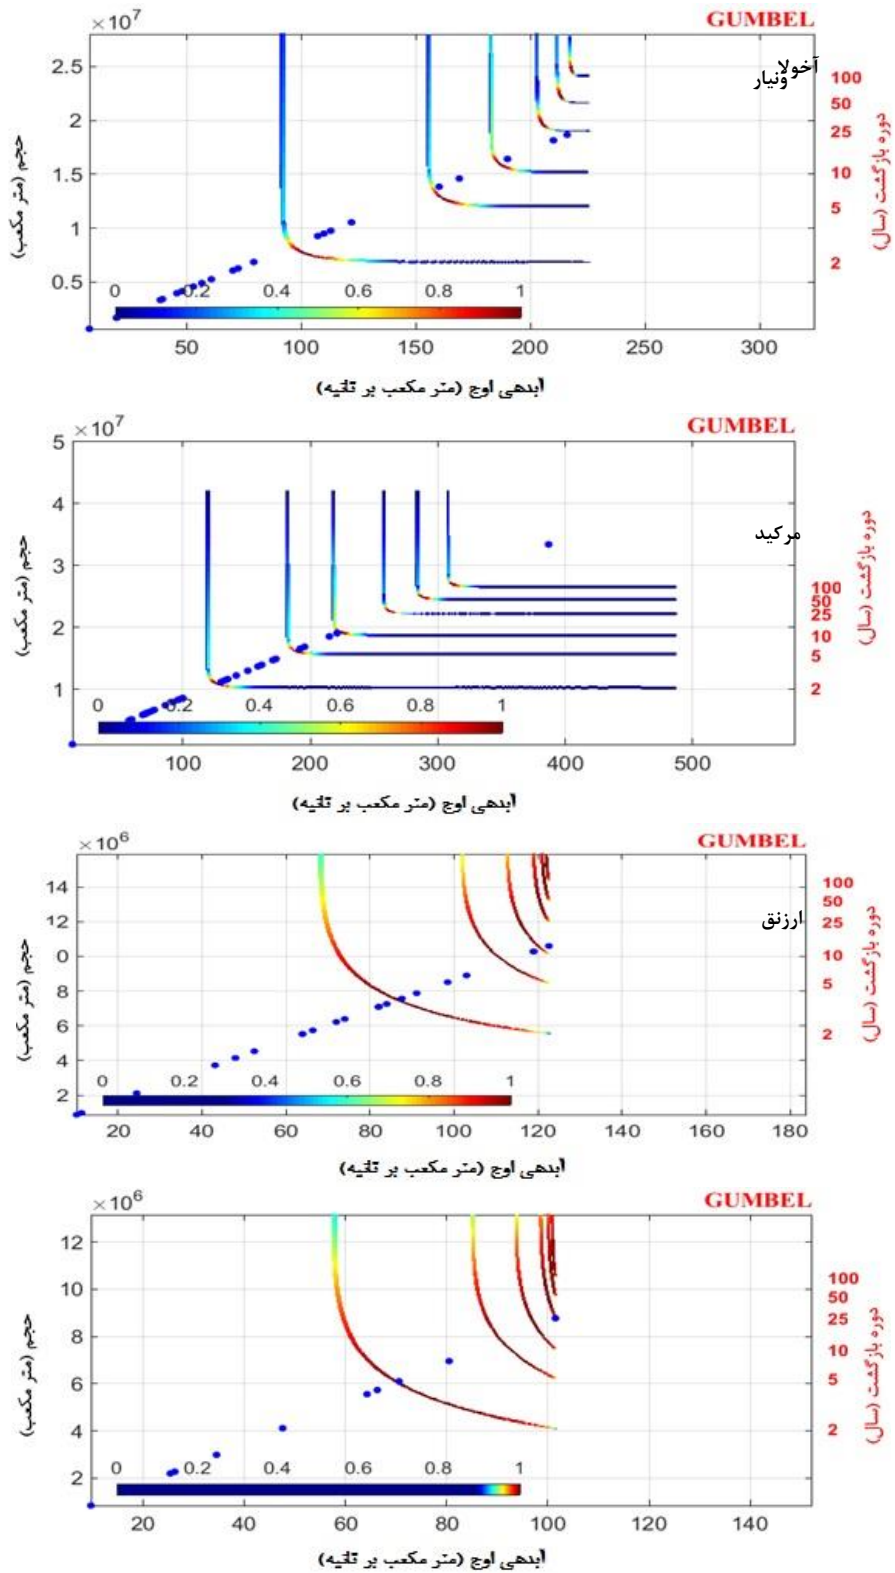 ×10⁷
GUMBEL
آخولا
ونیار
2.5
2
1.5
1
0.5
حجم (متر مکعب)
100
50
25
10
5
2
دوره بازگشت (سال)
0 0.2 0.4 0.6 0.8 1
50 100 150 200 250 300
آبدهی اوج (متر مکعب بر ثانیه)
×10⁷
GUMBEL
مرکید
5
4
3
2
1
حجم (متر مکعب)
100
50
25
10
5
2
دوره بازگشت (سال)
0 0.2 0.4 0.6 0.8 1
100 200 300 400 500
آبدهی اوج (متر مکعب بر ثانیه)
×10⁶
GUMBEL
ارزنق
14
12
0
8
6
4
2
حجم (متر مکعب)
100
50
25
10
5
2
دوره بازگشت (سال)
0 0.2 0.4 0.6 0.8 1
20 40 60 80 100 120 140 160 180
آبدهی اوج (متر مکعب بر ثانیه)
×10⁶
GUMBEL
12
10
8
6
4
2
حجم (متر مکعب)
100
50
25
10
5
2
دوره بازگشت (سال)
0 0.2 0.4 0.6 0.8 1
20 40 60 80 100 120 140
آبدهی اوج (متر مکعب بر ثانیه)